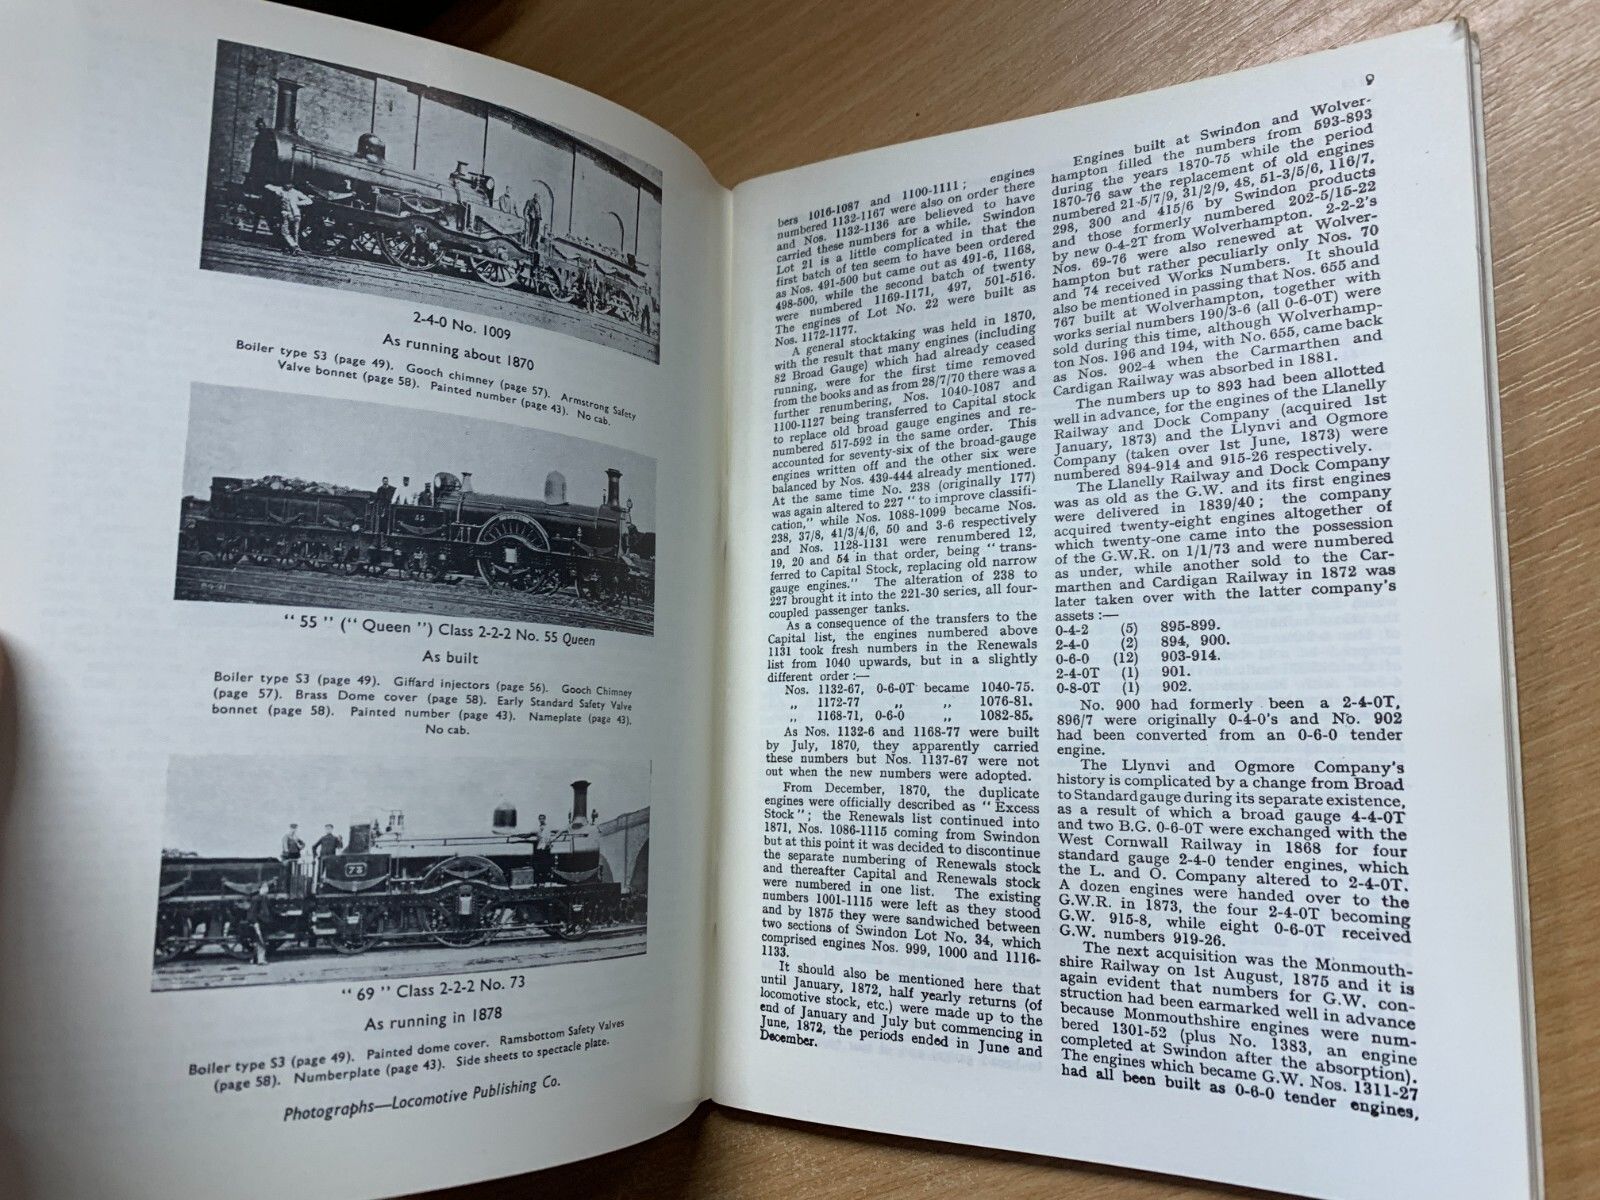 2-4-0 No. 1009
As running about 1870
Boiler type S3 (page 49). Gooch chimney (page 57). Armstrong Safety
Valve bonnet (page 58). Painted number (page 43). No cab.
55
" 55 " (" Queen ") Class 2-2-2 No. 55 Queen
As built
Boiler type S3 (page 49). Giffard injectors (page 56). Gooch Chimney
(page 57). Brass Dome cover (page 58). Early Standard Safety Valve
bonnet (page 58). Painted number (page 43). Nameplate (page 43).
No cab.
73
" 69 " Class 2-2-2 No. 73
As running in 1878
Boiler type S3 (page 49). Painted dome cover. Ramsbottom Safety Valves
(page 58). Numberplate (page 43). Side sheets to spectacle plate.
Photographs—Locomotive Publishing Co.
9
bers 1016-1087 and 1100-1111; engines
numbered 1132-1167 were also on order there
and Nos. 1132-1136 are believed to have
carried these numbers for a while. Swindon
Lot 21 is a little complicated in that the
first batch of ten seem to have been ordered
as Nos. 491-500 but came out as 491-6, 1168,
498-500, while the second batch of twenty
were numbered 1169-1171, 497, 501-516.
The engines of Lot No. 22 were built as
Nos. 1172-1177.
A general stocktaking was held in 1870,
with the result that many engines (including
82 Broad Gauge) which had already ceased
running, were for the first time removed
from the books and as from 28/7/70 there was a
further renumbering, Nos. 1040-1087 and
1100-1127 being transferred to Capital stock
to replace old broad gauge engines and re-
numbered 517-592 in the same order. This
accounted for seventy-six of the broad-gauge
engines written off and the other six were
balanced by Nos. 439-444 already mentioned.
At the same time No. 238 (originally 177)
was again altered to 227 " to improve classifi-
cation," while Nos. 1088-1099 became Nos.
238, 37/8, 41/3/4/6, 50 and 3-6 respectively
and Nos. 1128-1131 were renumbered 12,
19, 20 and 54 in that order, being " trans-
ferred to Capital Stock, replacing old narrow
gauge engines." The alteration of 238 to
227 brought it into the 221-30 series, all four-
coupled passenger tanks.
As a consequence of the transfers to the
Capital list, the engines numbered above
1131 took fresh numbers in the Renewals
list from 1040 upwards, but in a slightly
different order :—
Nos. 1132-67, 0-6-0T became 1040-75.
" 1172-77 " " 1076-81.
" 1168-71, 0-6-0 " 1082-85.
As Nos. 1132-6 and 1168-77 were built
by July, 1870, they apparently carried
these numbers but Nos. 1137-67 were not
out when the new numbers were adopted.
From December, 1870, the duplicate
engines were officially described as " Excess
Stock "; the Renewals list continued into
1871, Nos. 1086-1115 coming from Swindon
but at this point it was decided to discontinue
the separate numbering of Renewals stock
and thereafter Capital and Renewals stock
were numbered in one list. The existing
numbers 1001-1115 were left as they stood
and by 1875 they were sandwiched between
two sections of Swindon Lot No. 34, which
comprised engines Nos. 999, 1000 and 1116-
1133.
It should also be mentioned here that
until January, 1872, half yearly returns (of
locomotive stock, etc.) were made up to the
end of January and July but commencing in
June, 1872, the periods ended in June and
December.
Engines built at Swindon and Wolver-
hampton filled the numbers from 593-893
during the years 1870-75 while the period
1870-76 saw the replacement of old engines
numbered 21-5/7/9, 31/2/9, 48, 51-3/5/6, 116/7,
298, 300 and 415/6 by Swindon products
and those formerly numbered 202-5/15-22
by new 0-4-2T from Wolverhampton. 2-2-2's
Nos. 69-76 were also renewed at Wolver-
hampton but rather peculiarly only Nos. 70
and 74 received Works Numbers. It should
also be mentioned in passing that Nos. 655 and
767 built at Wolverhampton, together with
works serial numbers 190/3-6 (all 0-6-0T) were
sold during this time, although Wolverhamp-
ton Nos. 196 and 194, with No. 655, came back
as Nos. 902-4 when the Carmarthen and
Cardigan Railway was absorbed in 1881.
The numbers up to 893 had been allotted
well in advance, for the engines of the Llanelly
Railway and Dock Company (acquired 1st
January, 1873) and the Llynvi and Ogmore
Company (taken over 1st June, 1873) were
numbered 894-914 and 915-26 respectively.
The Llanelly Railway and Dock Company
was as old as the G.W. and its first engines
were delivered in 1839/40; the company
acquired twenty-eight engines altogether of
which twenty-one came into the possession
of the G.W.R. on 1/1/73 and were numbered
as under, while another sold to the Car-
marthen and Cardigan Railway in 1872 was
later taken over with the latter company's
assets :—
0-4-2 (5) 895-899.
2-4-0 (2) 894, 900.
0-6-0 (12) 903-914.
2-4-0T (1) 901.
0-8-0T (1) 902.
No. 900 had formerly been a 2-4-0T,
896/7 were originally 0-4-0's and No. 902
had been converted from an 0-6-0 tender
engine.
The Llynvi and Ogmore Company's
history is complicated by a change from Broad
to Standard gauge during its separate existence,
as a result of which a broad gauge 4-4-0T
and two B.G. 0-6-0T were exchanged with the
West Cornwall Railway in 1868 for four
standard gauge 2-4-0 tender engines, which
the L. and O. Company altered to 2-4-0T.
A dozen engines were handed over to the
G.W.R. in 1873, the four 2-4-0T becoming
G.W. 915-8, while eight 0-6-0T received
G.W. numbers 919-26.
The next acquisition was the Monmouth-
shire Railway on 1st August, 1875 and it is
again evident that numbers for G.W. con-
struction had been earmarked well in advance
because Monmouthshire engines were num-
bered 1301-52 (plus No. 1383, an engine
completed at Swindon after the absorption).
The engines which became G.W. Nos. 1311-27
had all been built as 0-6-0 tender engines,